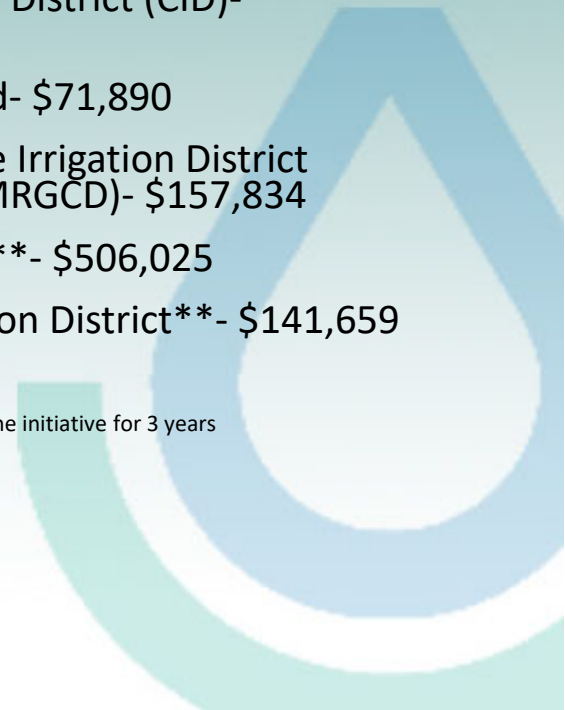 District (CID)-
d- $71,890
e Irrigation District
MRGCD)- $157,834
**- $506,025
on District**- $141,659
he initiative for 3 years